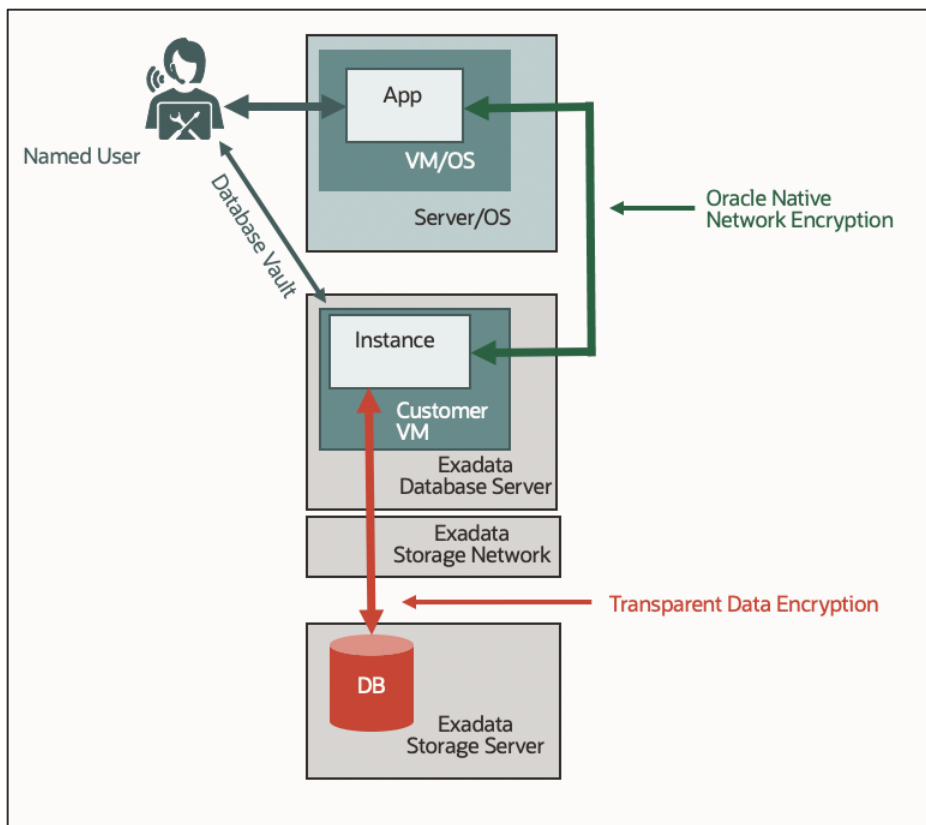 App
VM/OS
Server/OS
Named User
Database Vault
Oracle Native
Network Encryption
Instance
Customer
VM
Exadata
Database Server
Exadata
Storage Network
Transparent Data Encryption
DB
Exadata
Storage Server